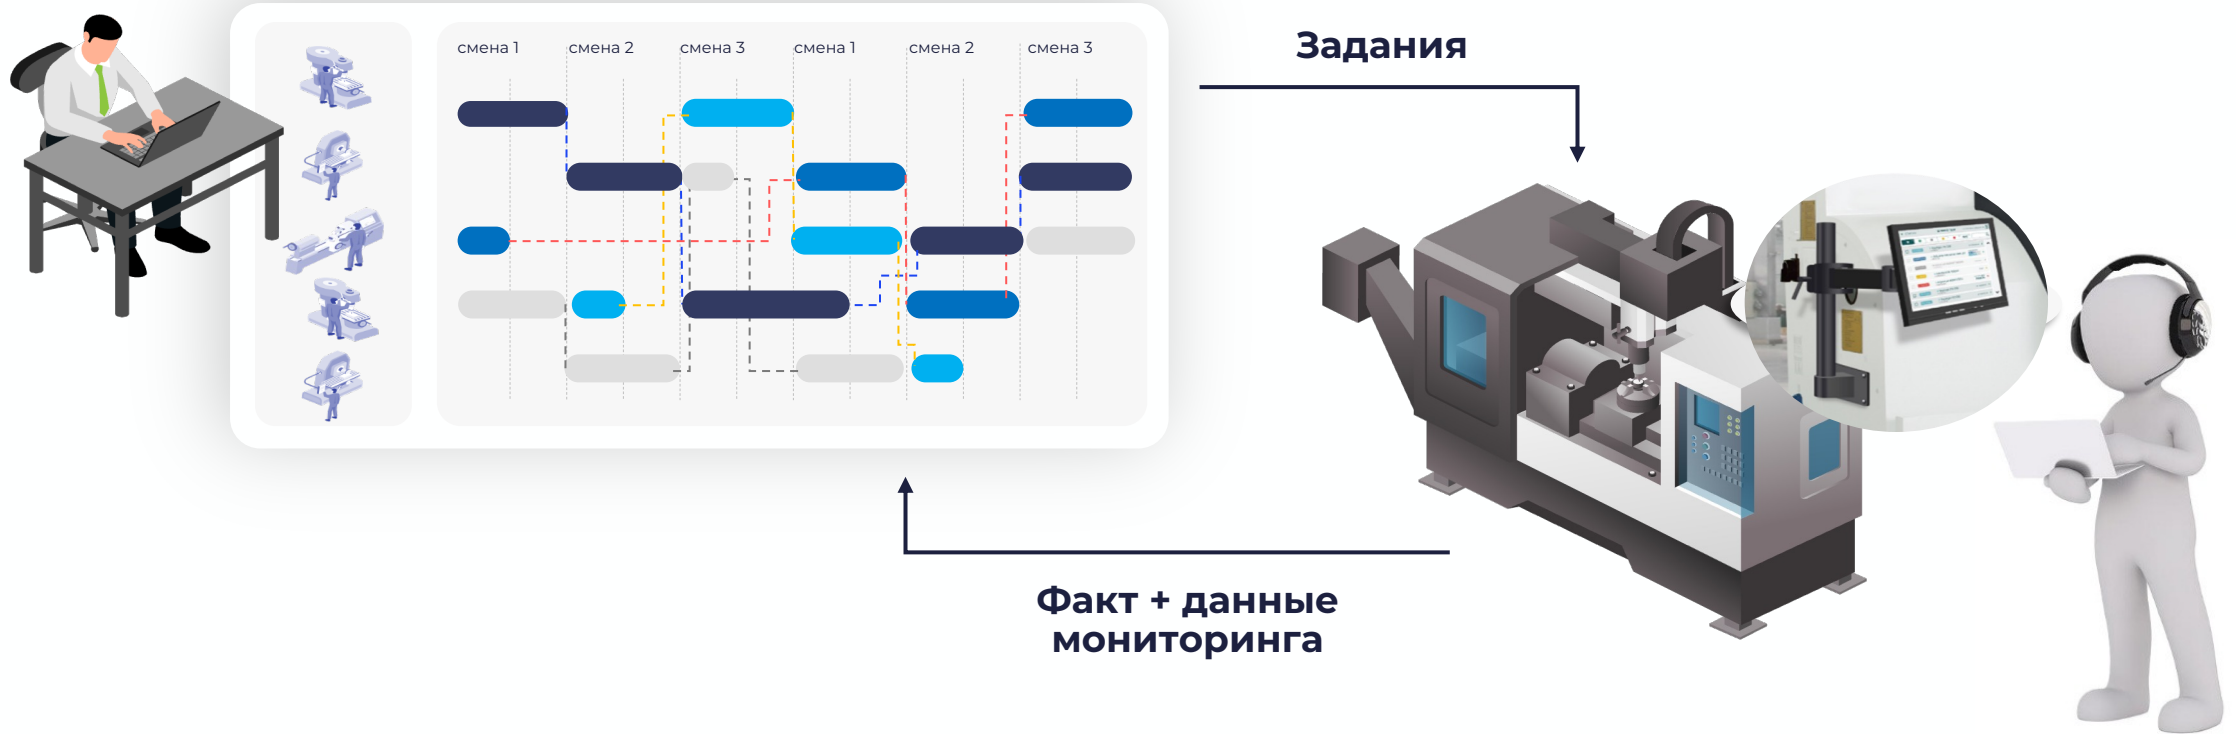 смена 1
смена 2
смена 3
смена 1
смена 2
смена 3
Задания
Факт + данные
мониторинга